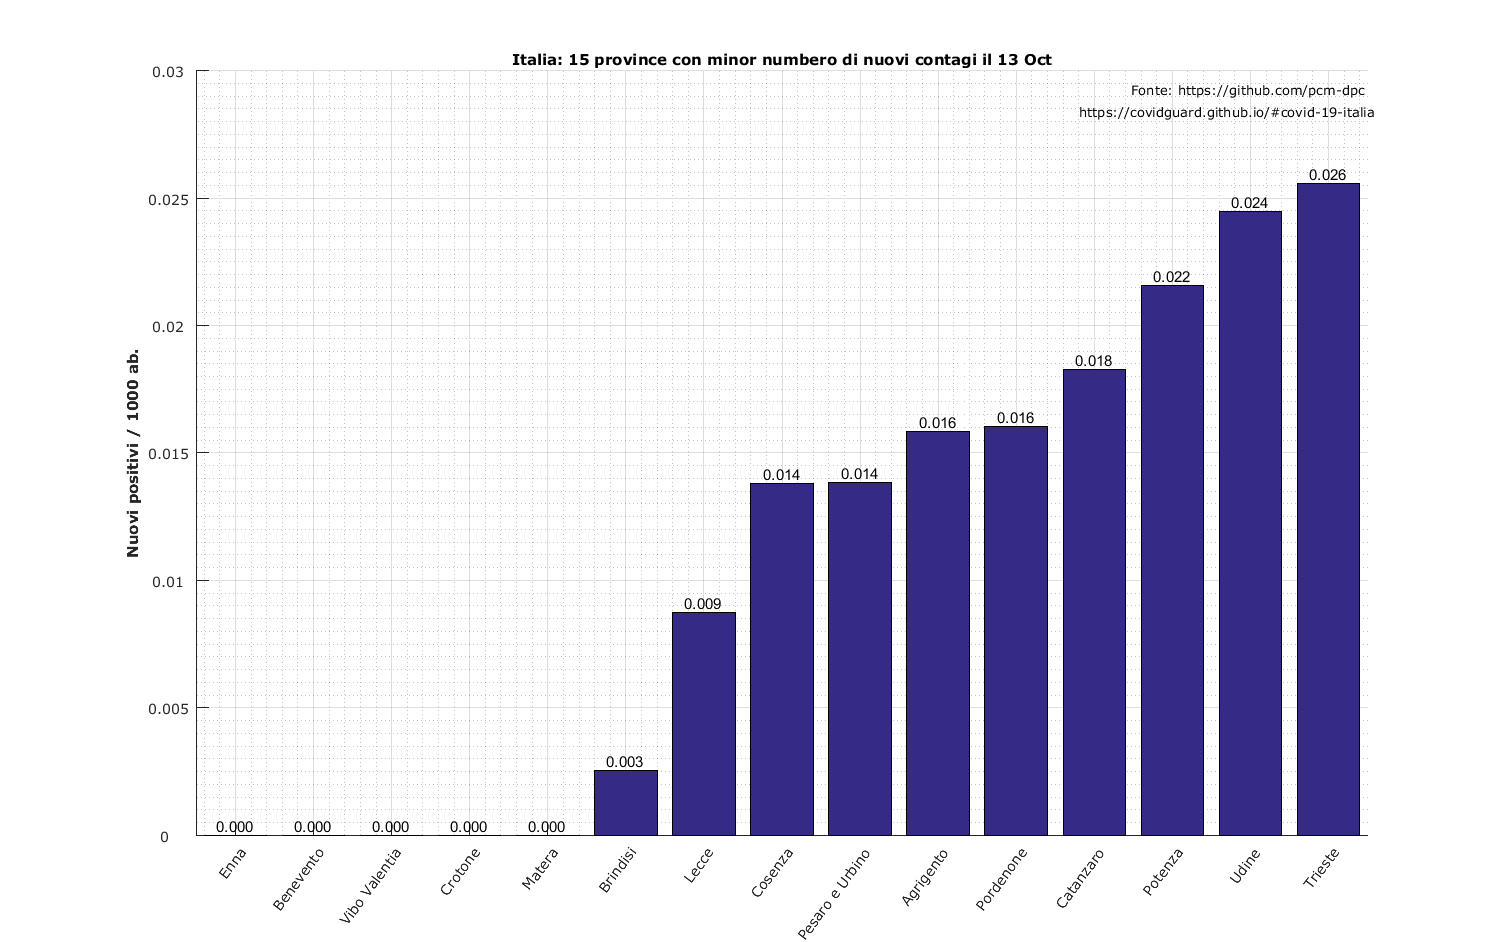 Italia: 15 province con minor numbero di nuovi contagi il 13 Oct
Fonte: https://github.com/pcm-dpc
https://covidguard.github.io/#covid-19-italia
Nuovi positivi / 1000 ab.
0.03
0.025
0.02
0.015
0.01
0.005
0
0.000
0.000
0.000
0.000
0.000
0.003
0.009
0.014
0.014
0.016
0.016
0.018
0.022
0.024
0.026
Enna
Benevento
Vibo Valentia
Crotone
Matera
Brindisi
Lecce
Cosenza
Pesaro e Urbino
Agrigento
Pordenone
Catanzaro
Potenza
Udine
Trieste